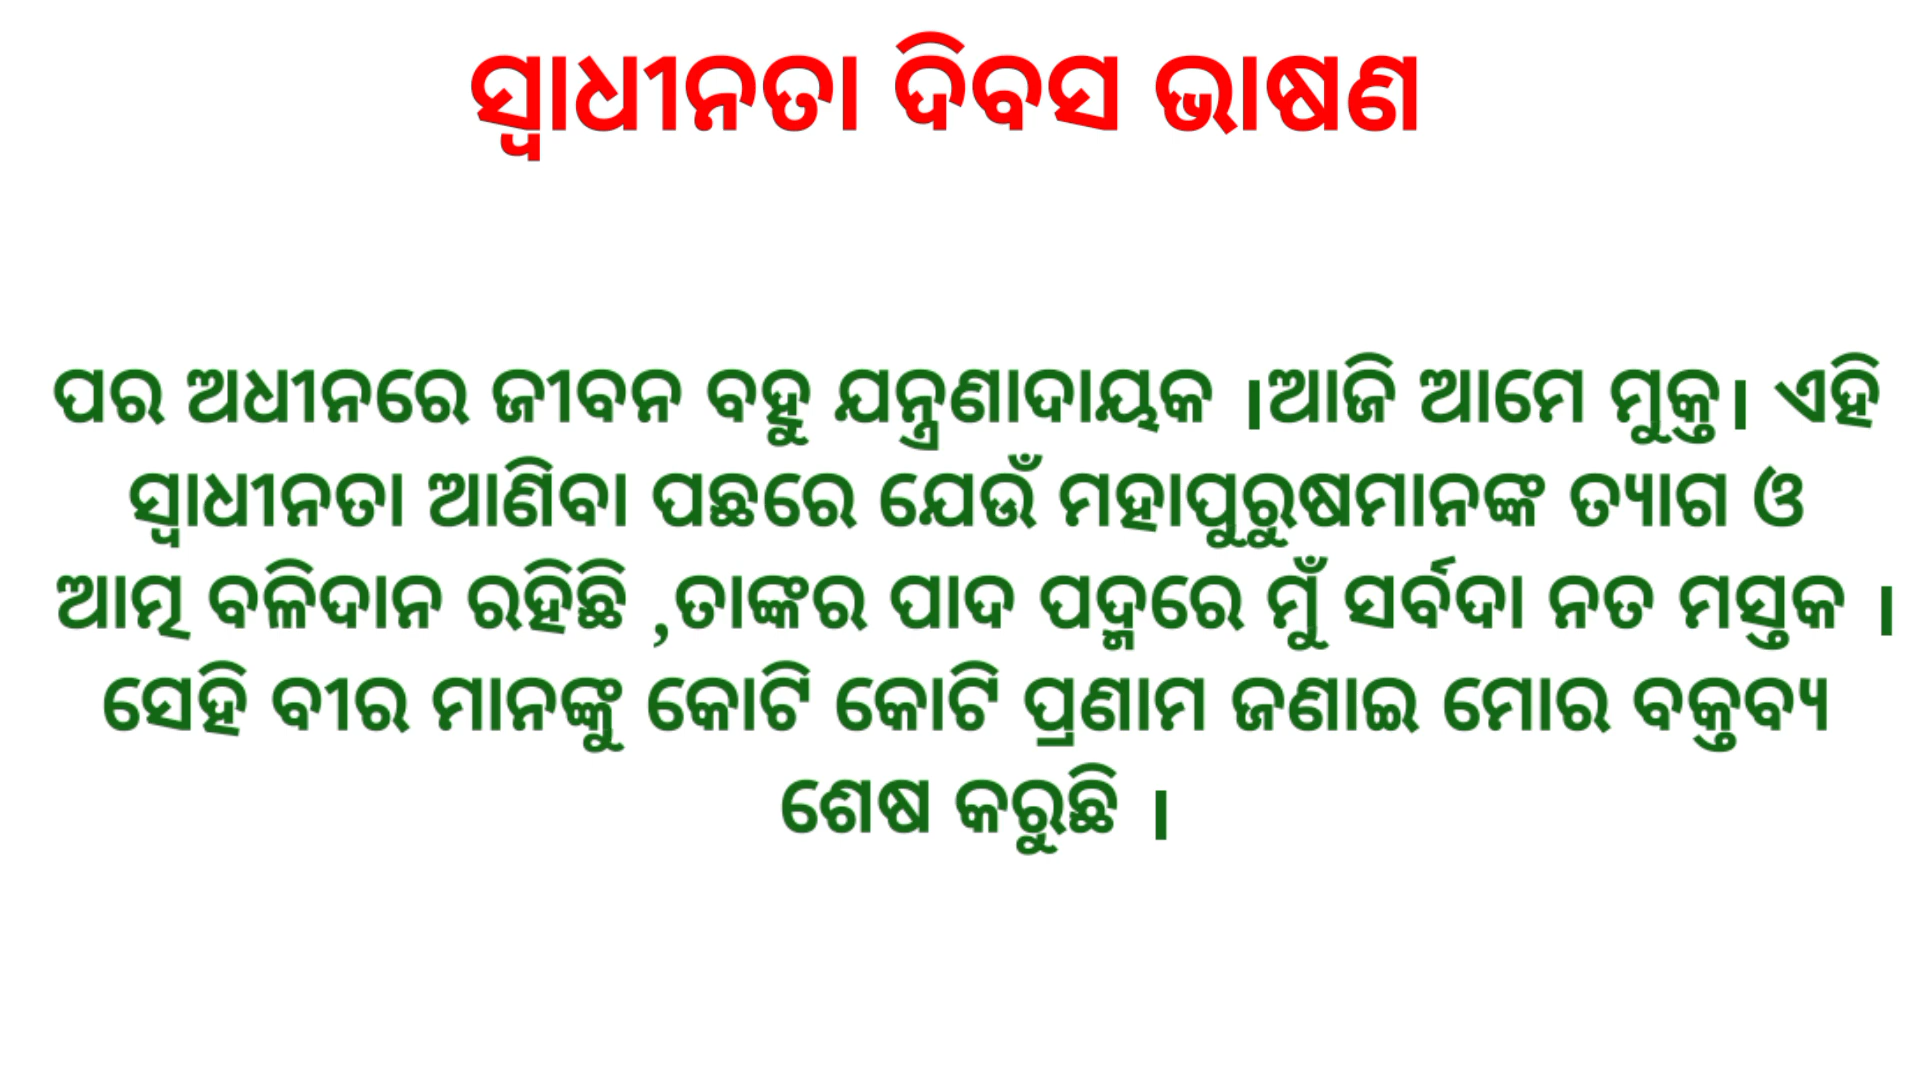 ସ୍ୱାଧୀନତା ଦିବସ ଭାଷଣ
ପର ଅଧୀନରେ ଜୀବନ ବହୁ ଯନ୍ତ୍ରଣାଦାୟକ ।ଆଜି ଆମେ ମୁକ୍ତ। ଏହି
ସ୍ୱାଧୀନତା ଆଣିବା ପଛରେ ଯେଉଁ ମହାପୁରୁଷମାନଙ୍କ ତ୍ୟାଗ ଓ
ଆତ୍ମ ବଳିଦାନ ରହିଛି ,ତାଙ୍କର ପାଦ ପଦ୍ମରେ ମୁଁ ସର୍ବଦା ନତ ମସ୍ତକ ।
ସେହି ବୀର ମାନଙ୍କୁ କୋଟି କୋଟି ପ୍ରଣାମ ଜଣାଇ ମୋର ବକ୍ତବ୍ୟ
ଶେଷ କରୁଛି ।